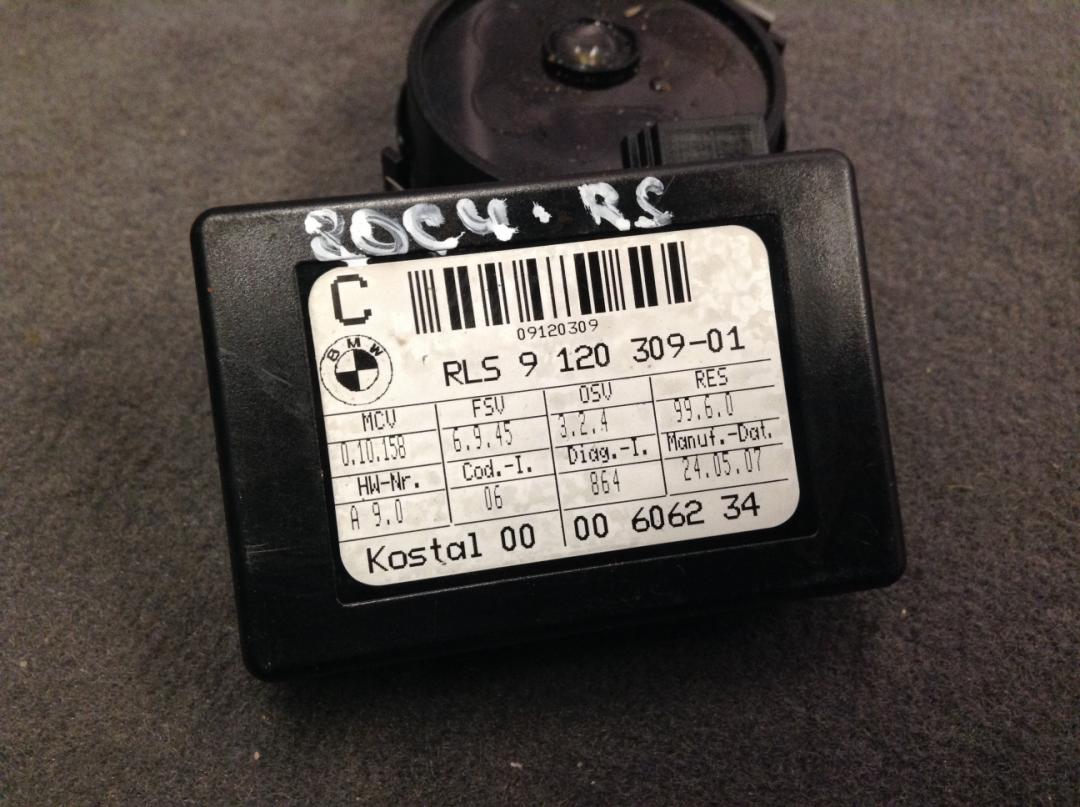 80C4 · RS
C
09120309
BMW
RLS 9 120 309-01
MCV FSV OSV RES
0.10.158 6.9.45 3.2.4 99.6.0
HW-Nr. Cod.-I. Diag.-I. Manuf.-Dat.
A 9.0 06 864 24.05.07
Kostal 00 00 6062 34